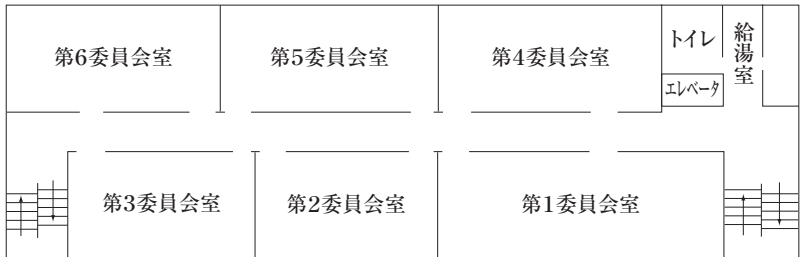 第6委員会室
第5委員会室
第4委員会室
トイレ
給湯室
エレベータ
第3委員会室
第2委員会室
第1委員会室